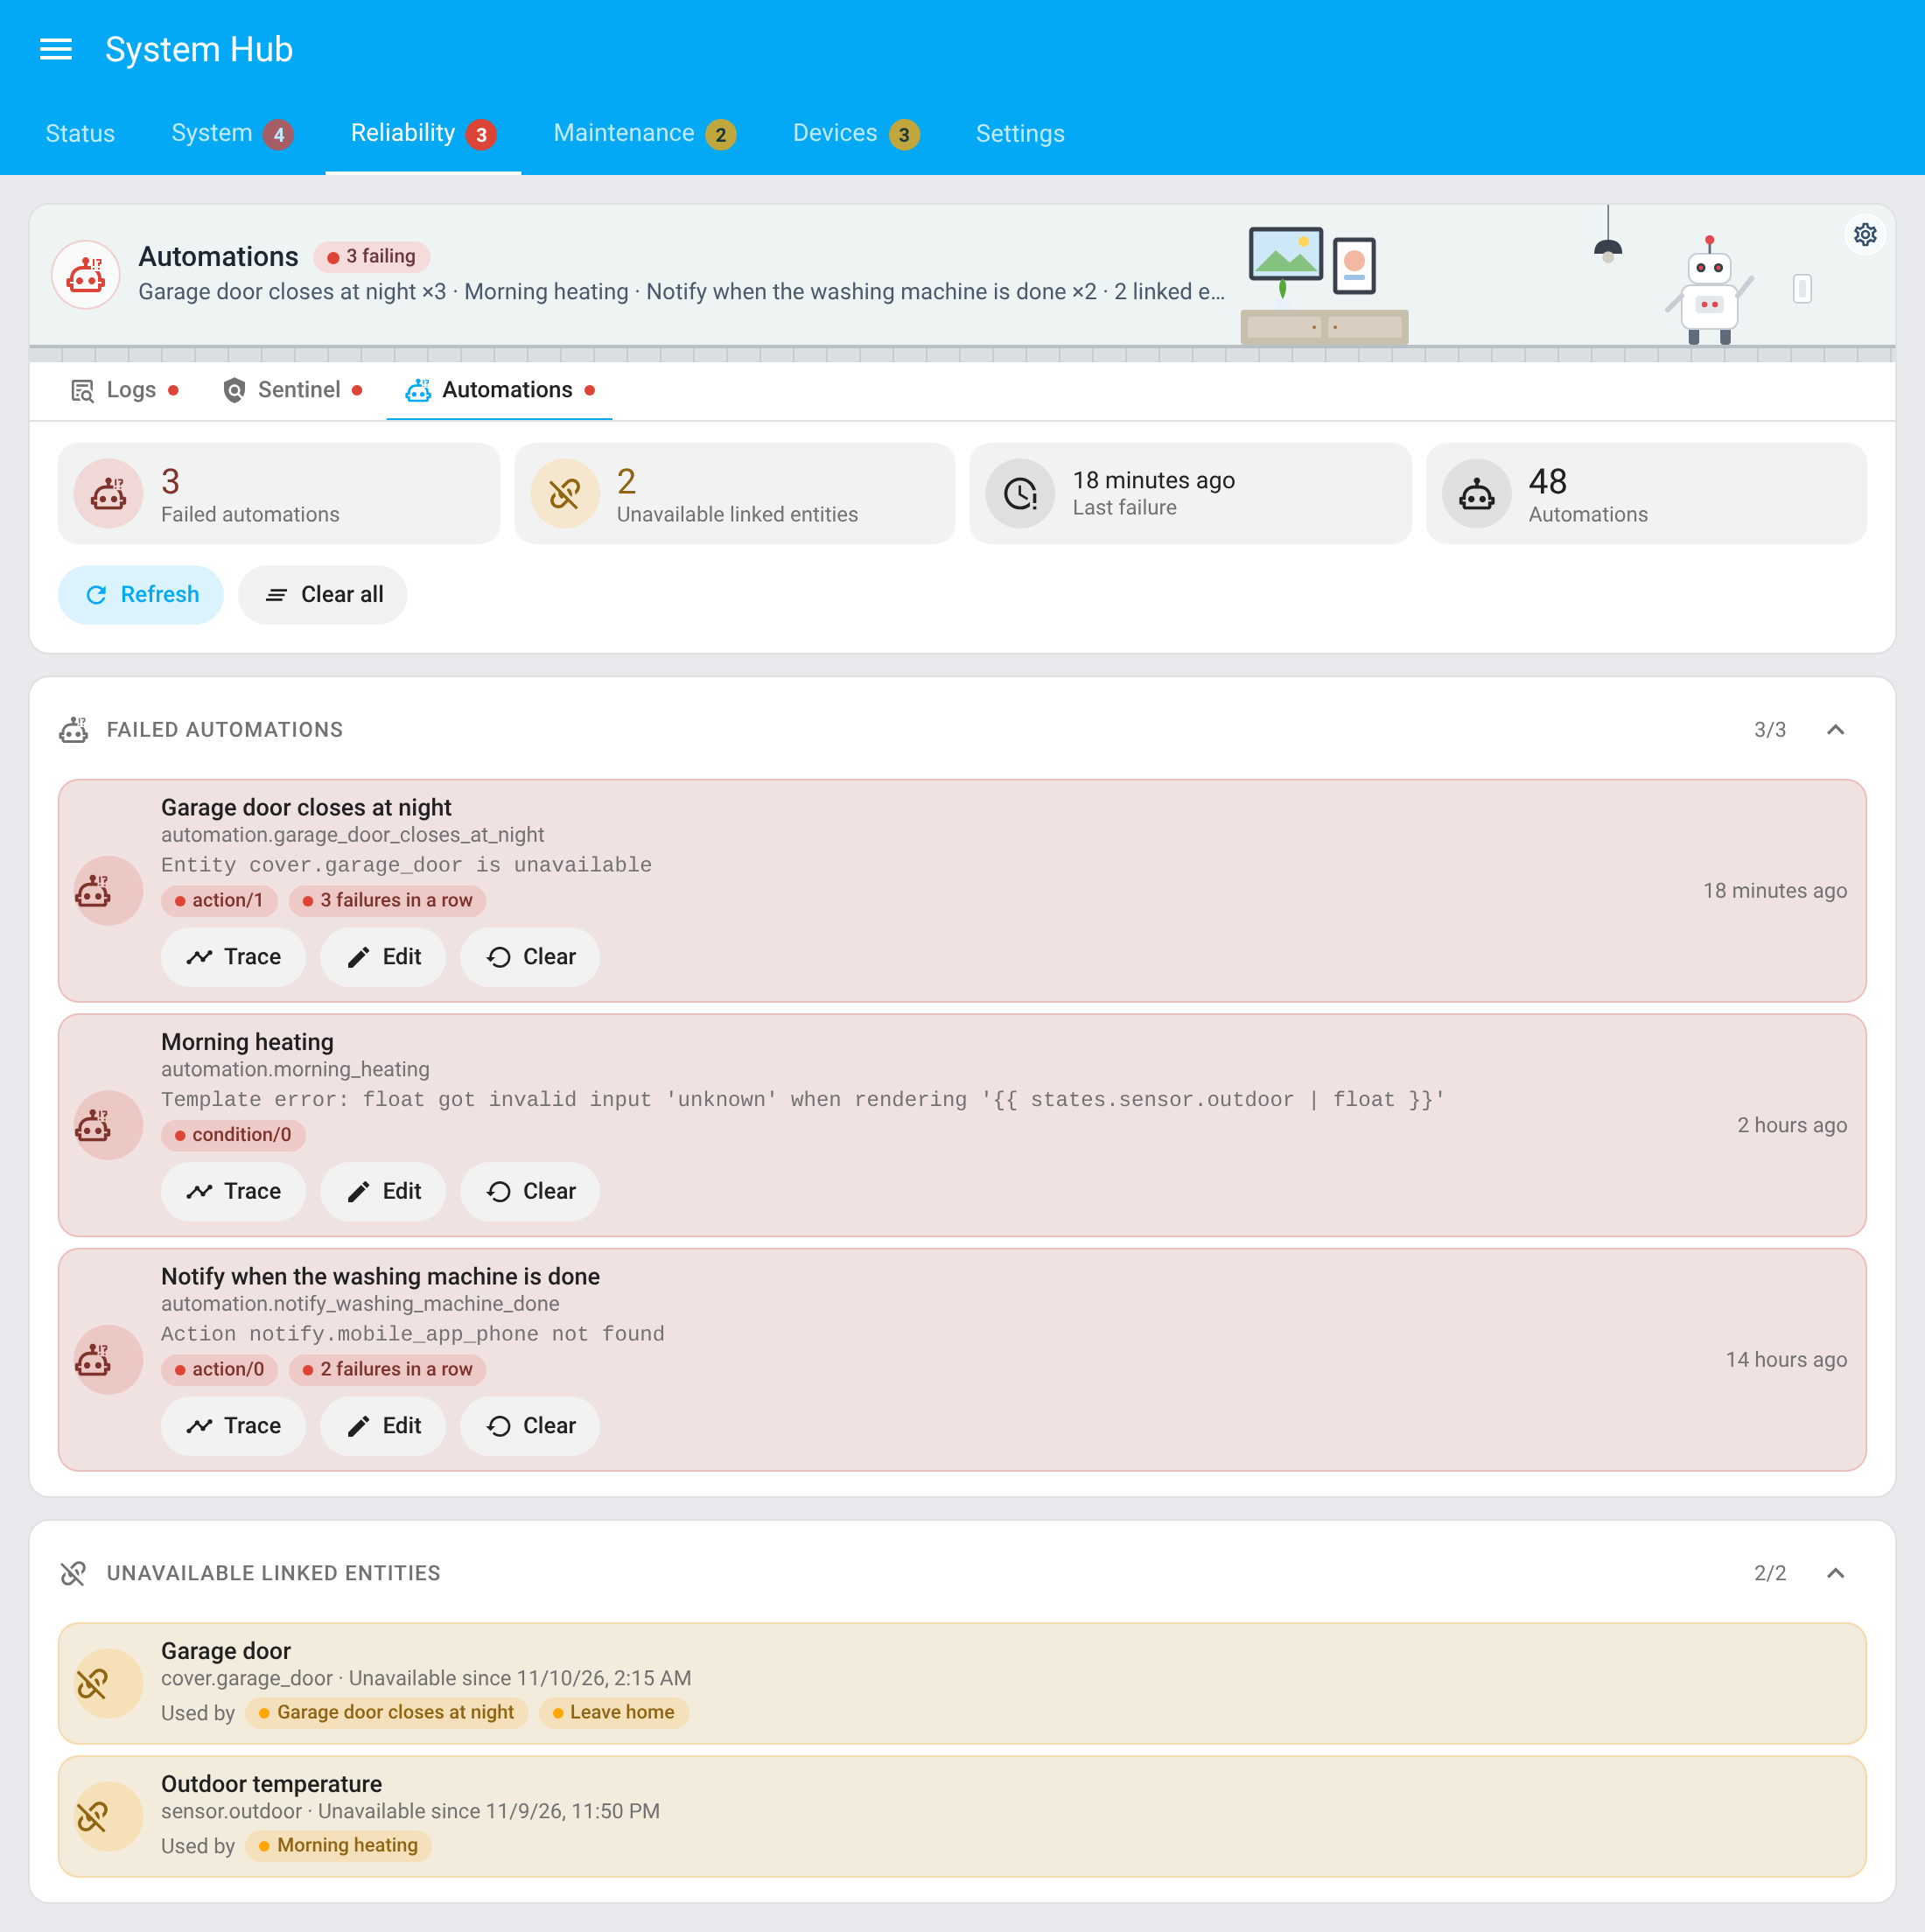 System Hub
Status System 4 Reliability 3 Maintenance 2 Devices 3 Settings
Automations 3 failing
Garage door closes at night ×3 · Morning heating · Notify when the washing machine is done ×2 · 2 linked e...
Logs Sentinel Automations
3
Failed automations
2
Unavailable linked entities
18 minutes ago
Last failure
48
Automations
Refresh Clear all
FAILED AUTOMATIONS 3/3
Garage door closes at night
automation.garage_door_closes_at_night
Entity cover.garage_door is unavailable
action/1 3 failures in a row
18 minutes ago
Trace Edit Clear
Morning heating
automation.morning_heating
Template error: float got invalid input 'unknown' when rendering '{{ states.sensor.outdoor | float }}'
condition/0
2 hours ago
Trace Edit Clear
Notify when the washing machine is done
automation.notify_washing_machine_done
Action notify.mobile_app_phone not found
action/0 2 failures in a row
14 hours ago
Trace Edit Clear
UNAVAILABLE LINKED ENTITIES 2/2
Garage door
cover.garage_door · Unavailable since 11/10/26, 2:15 AM
Used by Garage door closes at night Leave home
Outdoor temperature
sensor.outdoor · Unavailable since 11/9/26, 11:50 PM
Used by Morning heating